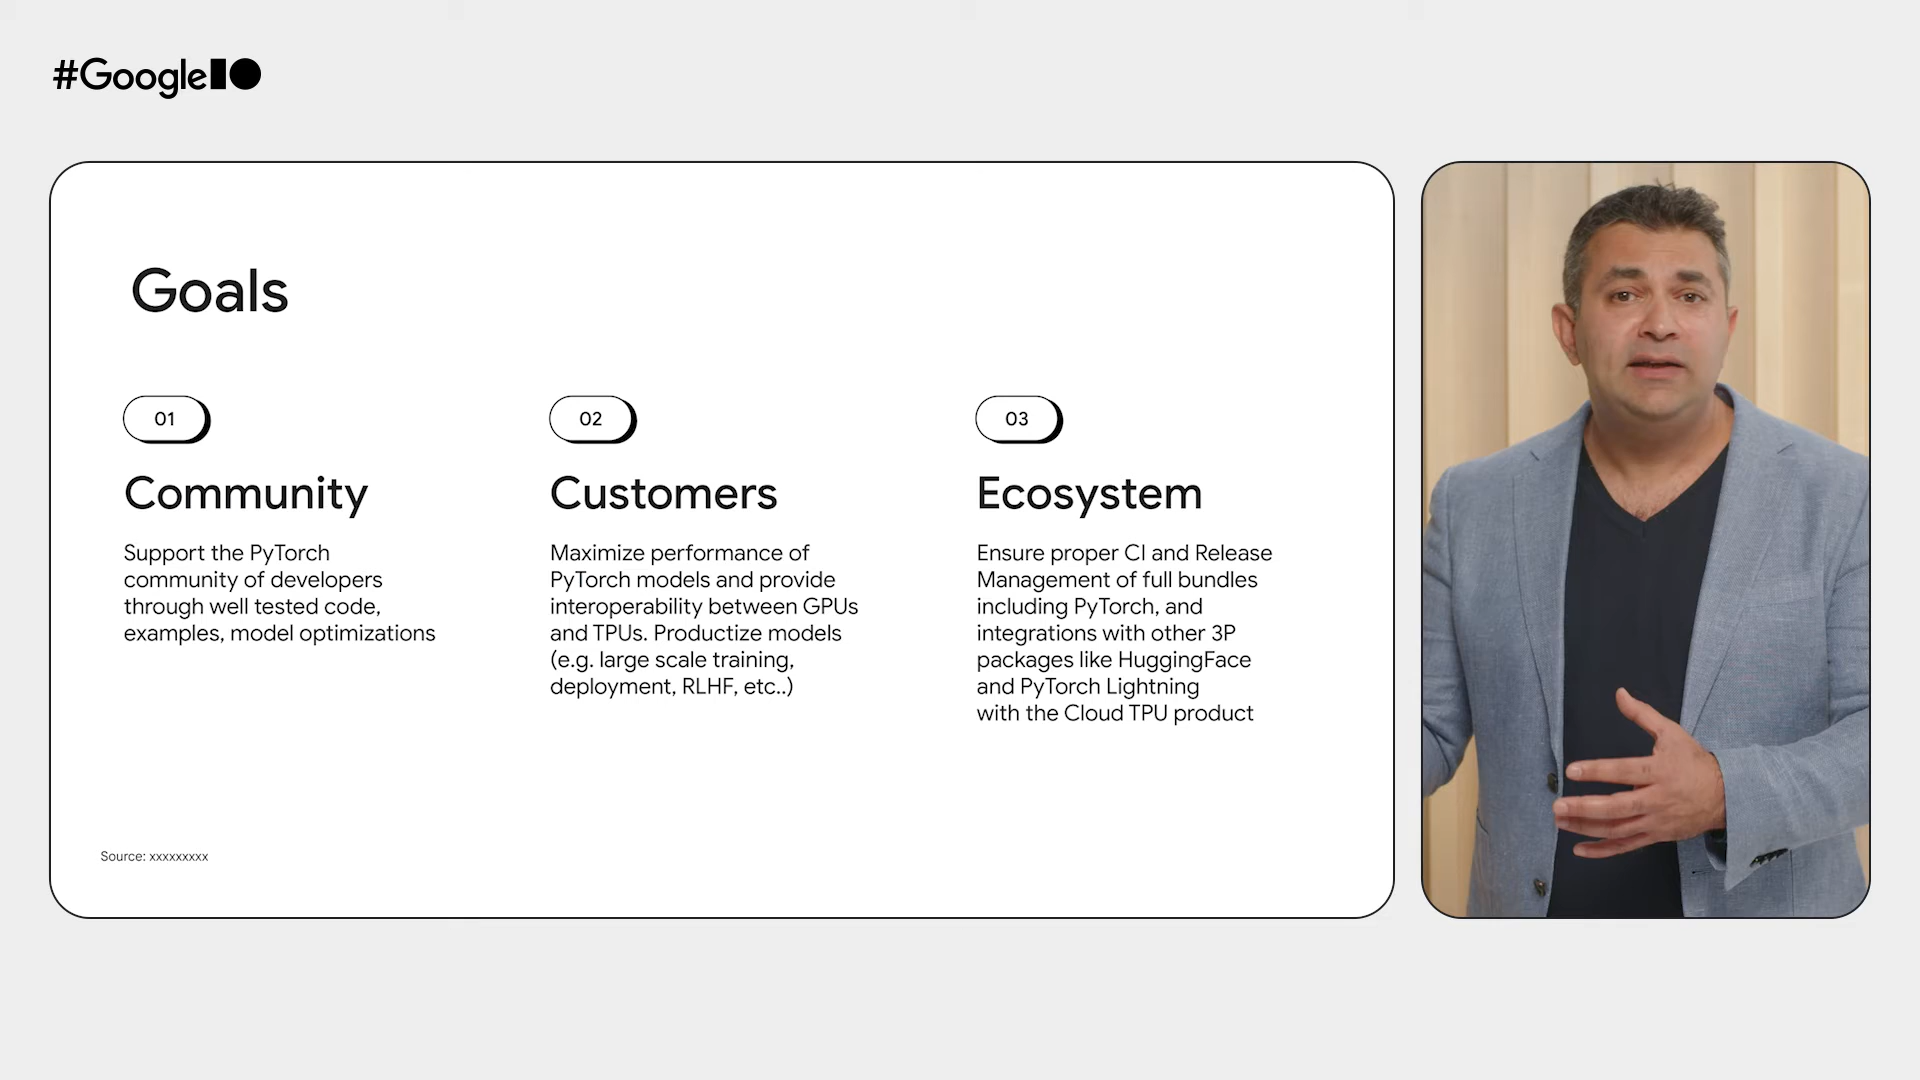 #GoogleIO
Goals
01
Community
Support the PyTorch
community of developers
through well tested code,
examples, model optimizations
02
Customers
Maximize performance of
PyTorch models and provide
interoperability between GPUs
and TPUs. Productize models
(e.g. large scale training,
deployment, RLHF, etc..)
03
Ecosystem
Ensure proper CI and Release
Management of full bundles
including PyTorch, and
integrations with other 3P
packages like HuggingFace
and PyTorch Lightning
with the Cloud TPU product
Source: xxxxxxxxx